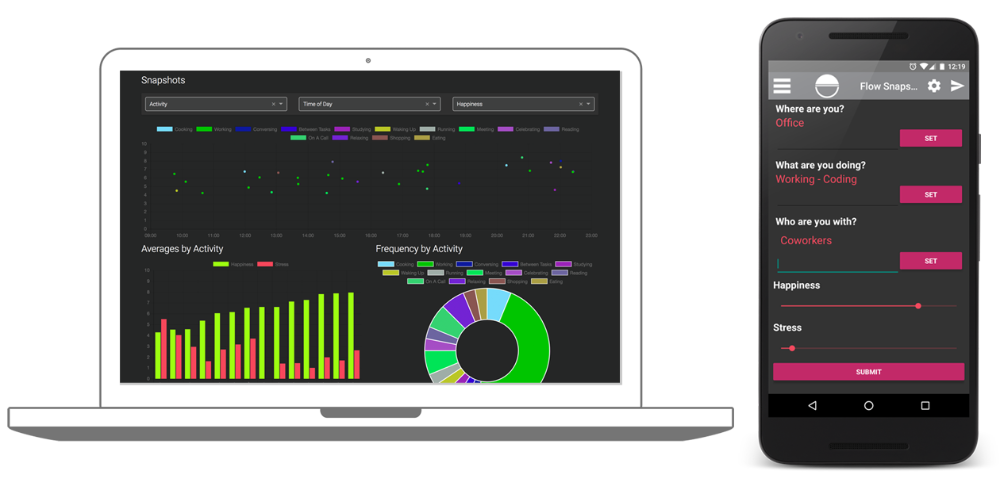 Snapshots
Activity
Time of Day
Happiness
Cooking Working Conversing Between Tasks Studying Waking Up Running Meeting Celebrating Reading
On A Call Relaxing Shopping Eating
10
9
8
7
6
5
4
3
2
1
0
09:00 10:00 11:00 12:00 13:00 14:00 15:00 16:00 17:00 18:00 19:00 20:00 21:00 22:00 23:00
Averages by Activity
Happiness Stress
10
9
8
7
6
5
4
3
2
1
0
Frequency by Activity
Cooking Working Conversing Between Tasks Studying
Waking Up Running Meeting Celebrating Reading
On A Call Relaxing Shopping Eating
12:19
Flow Snaps...
Where are you?
Office
SET
What are you doing?
Working - Coding
SET
Who are you with?
Coworkers
SET
Happiness
Stress
SUBMIT